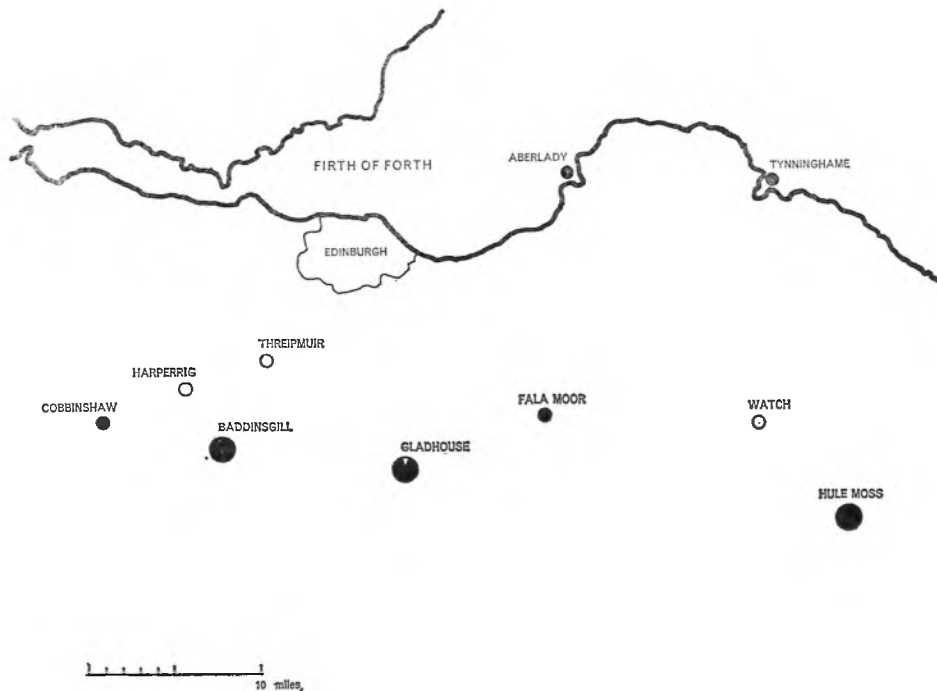 ABERLADY
FIRTH OF FORTH
TYNNINGHAME
EDINBURGH
THREIPMUIR
HARPERRIG
COBBINSHAW
FALA MOOR
WATCH
BADDINSGILL
GLADHOUSE
HULE MOSS
10 miles,